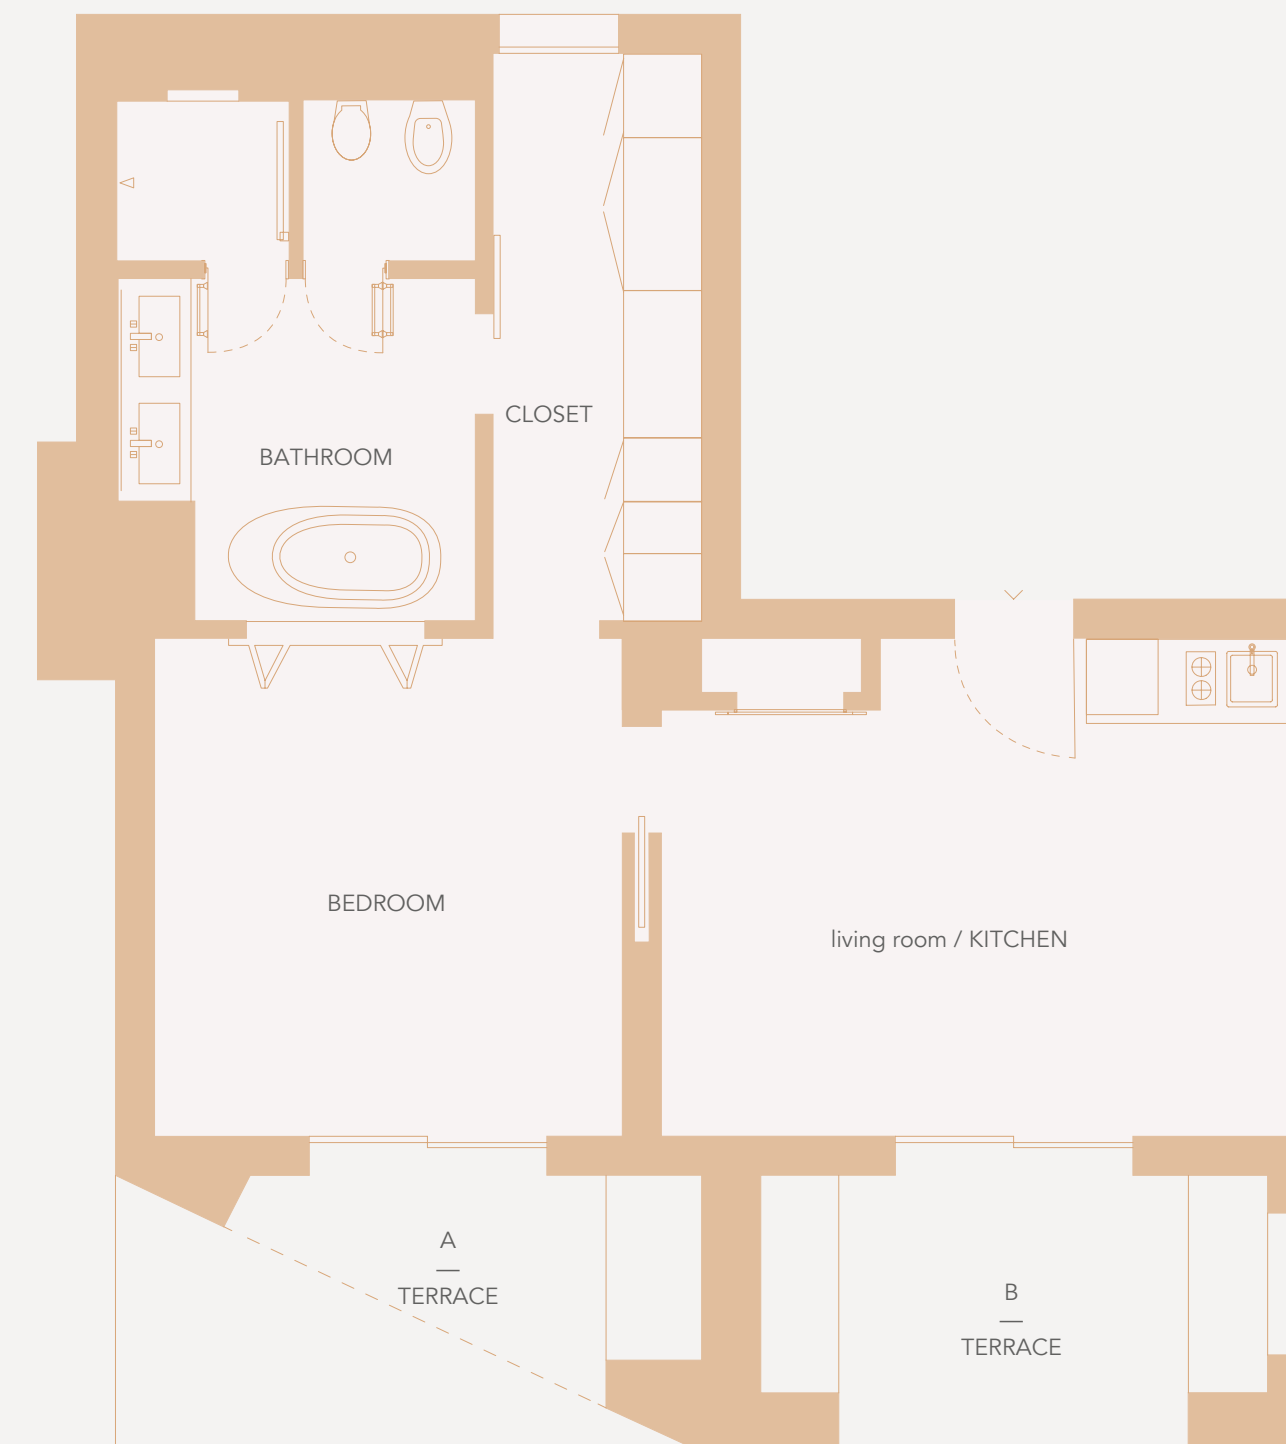 CLOSET
BATHROOM
BEDROOM
living room / KITCHEN
A
TERRACE
B
TERRACE